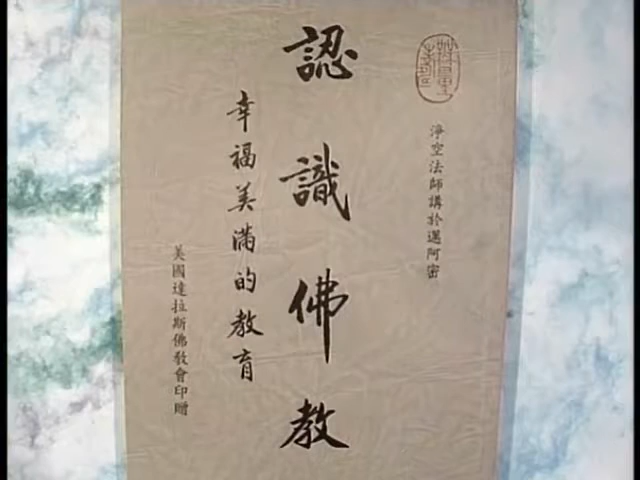 淨空法師講於邁阿密
認識佛教
幸福美滿的教育
美國達拉斯佛教會印贈